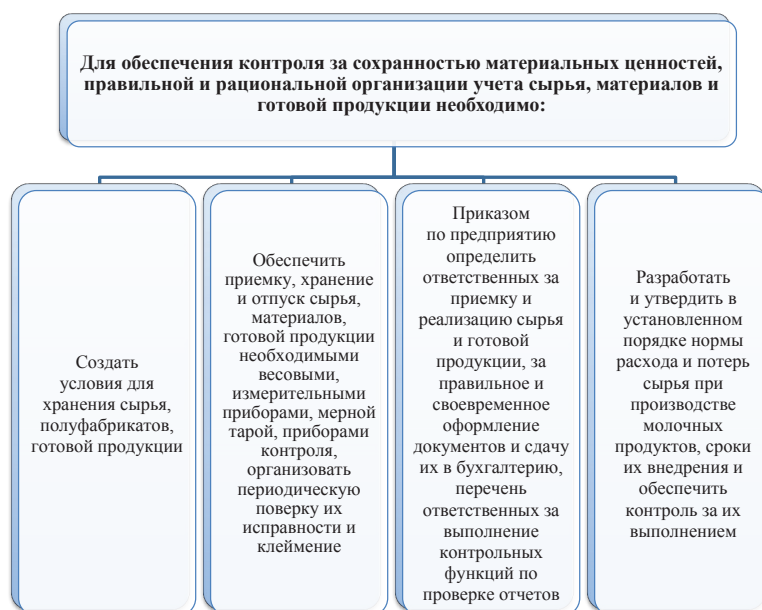 Для обеспечения контроля за сохранностью материальных ценностей,
правильной и рациональной организации учета сырья, материалов и
готовой продукции необходимо:
Создать
условия для
хранения сырья,
полуфабрикатов,
готовой продукции
Обеспечить
приемку, хранение
и отпуск сырья,
материалов,
готовой продукции
необходимыми
весовыми,
измерительными
приборами, мерной
тарой, приборами
контроля,
организовать
периодическую
поверку их
исправности и
клеймение
Приказом
по предприятию
определить
ответственных за
приемку и
реализацию сырья
и готовой
продукции, за
правильное и
своевременное
оформление
документов и сдачу
их в бухгалтерию,
перечень
ответственных за
выполнение
контрольных
функций по
проверке отчетов
Разработать
и утвердить в
установленном
порядке нормы
расхода и потерь
сырья при
производстве
молочных
продуктов, сроки
их внедрения и
обеспечить
контроль за их
выполнением